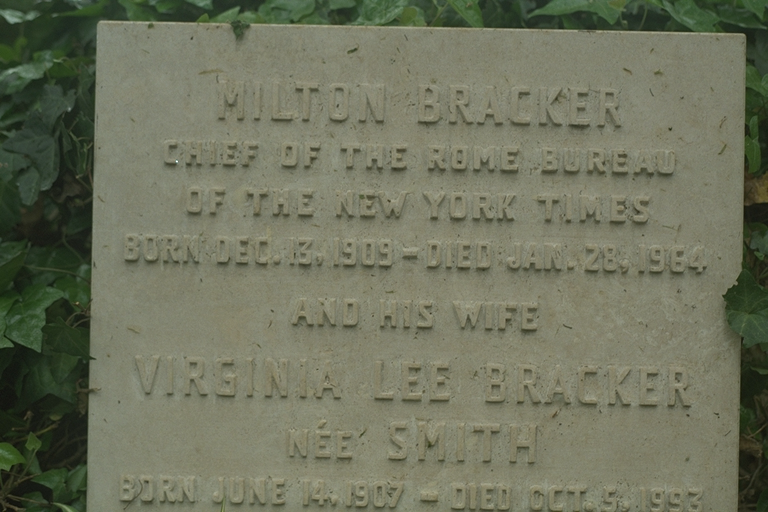 MILTON BRACKER
CHIEF OF THE ROME BUREAU
OF THE NEW YORK TIMES
BORN DEC. 13, 1909 – DIED JAN. 28, 1964
AND HIS WIFE
VIRGINIA LEE BRACKER
NÉE SMITH
BORN JUNE 14, 1907 – DIED OCT. 5, 1993